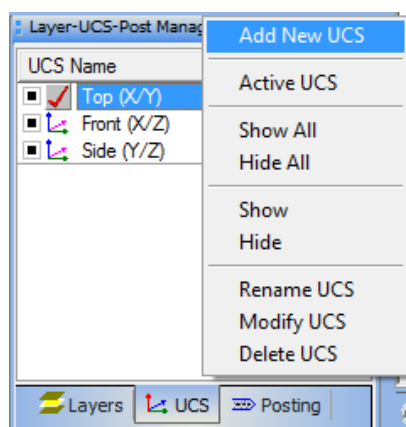 Layer-UCS-Post Manag
UCS Name
Top (X/Y)
Front (X/Z)
Side (Y/Z)
Add New UCS
Active UCS
Show All
Hide All
Show
Hide
Rename UCS
Modify UCS
Delete UCS
Layers UCS Posting